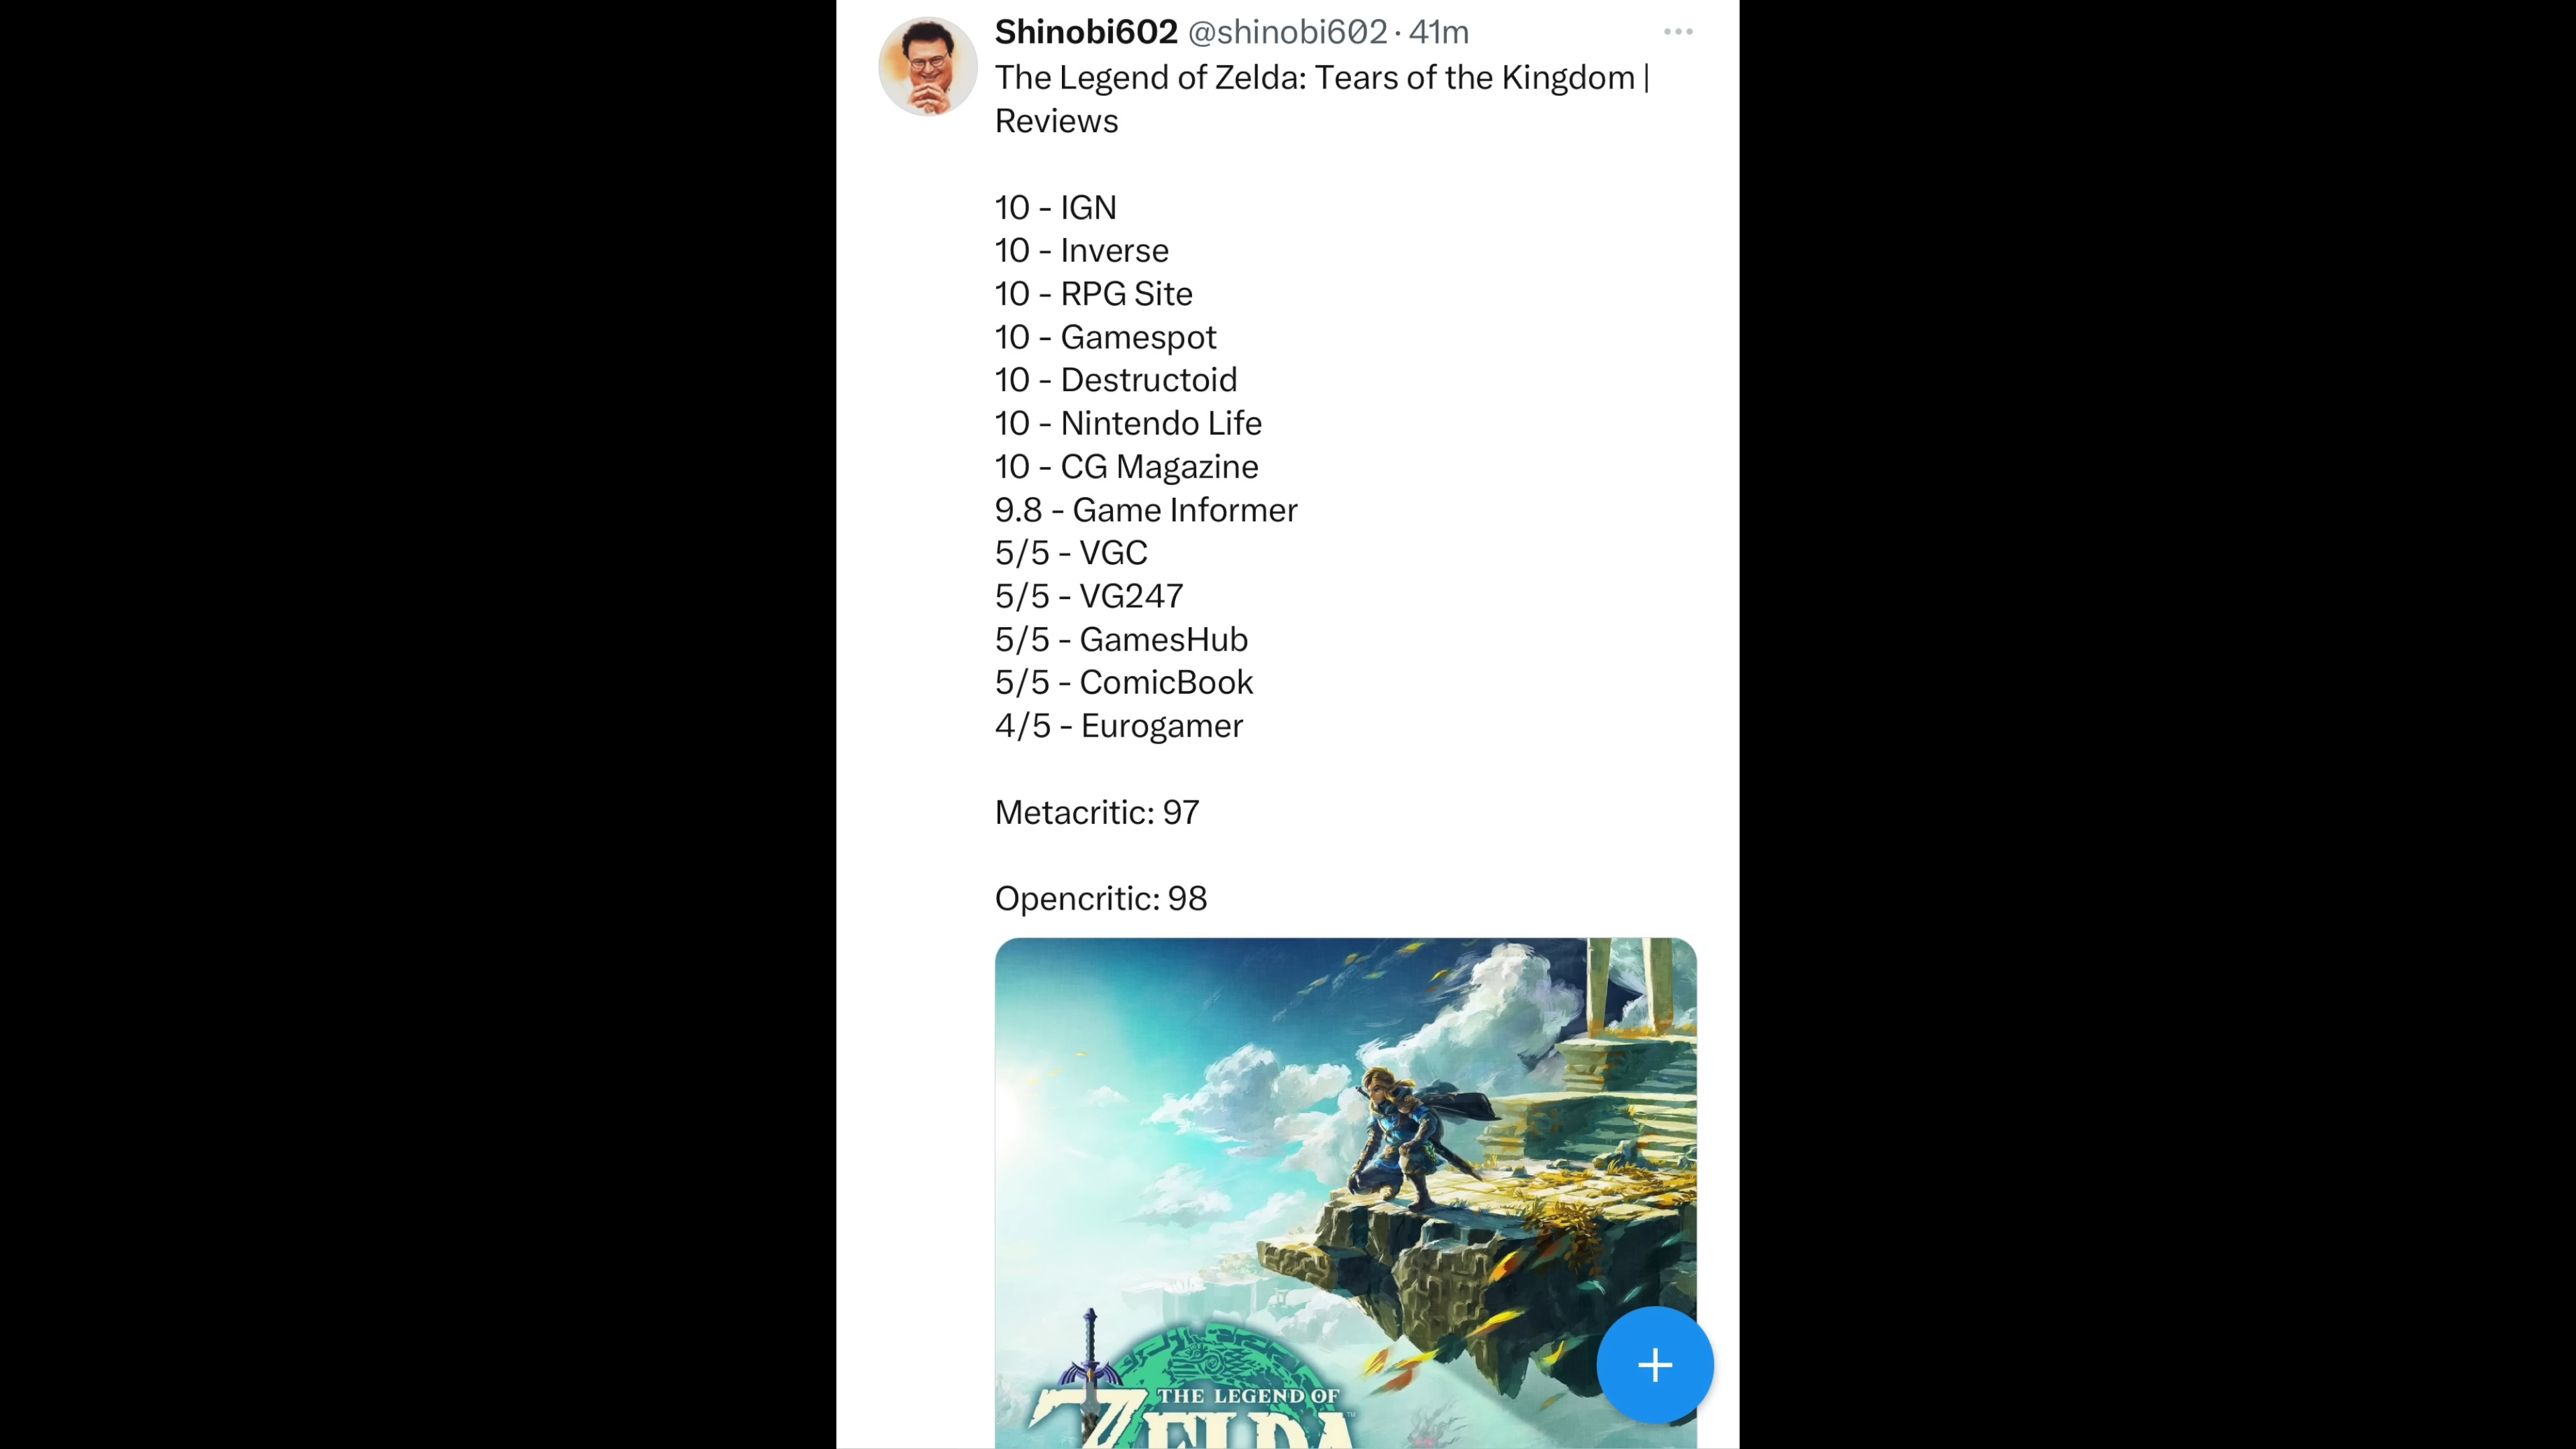 Shinobi602 @shinobi602 · 41m
The Legend of Zelda: Tears of the Kingdom |
Reviews
10 - IGN
10 - Inverse
10 - RPG Site
10 - Gamespot
10 - Destructoid
10 - Nintendo Life
10 - CG Magazine
9.8 - Game Informer
5/5 - VGC
5/5 - VG247
5/5 - GamesHub
5/5 - ComicBook
4/5 - Eurogamer
Metacritic: 97
Opencritic: 98
THE LEGEND OF
ZELDA™